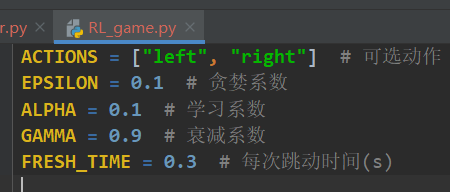 r.py × RL_game.py ×
ACTIONS = ["left", "right"]  # 可选动作
EPSILON = 0.1  # 贪婪系数
ALPHA = 0.1  # 学习系数
GAMMA = 0.9  # 衰减系数
FRESH_TIME = 0.3  # 每次跳动时间(s)